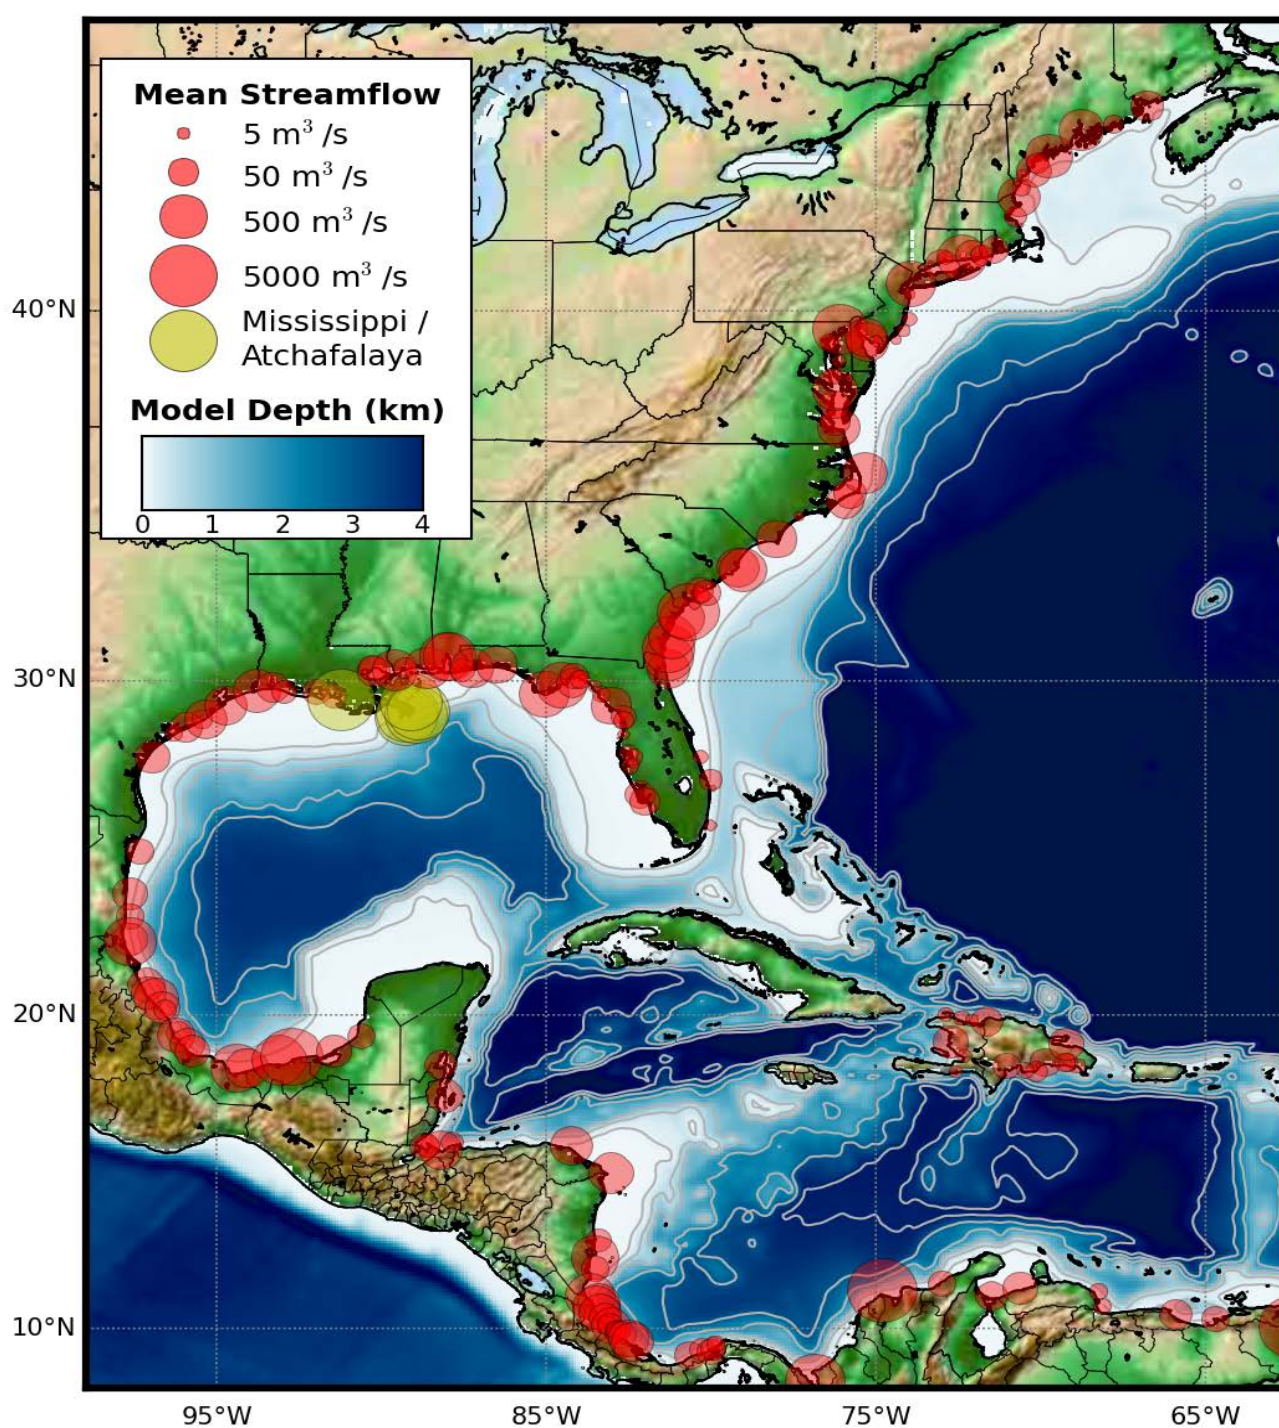 Mean Streamflow
5 m³ /s
50 m³ /s
500 m³ /s
5000 m³ /s
Mississippi /
Atchafalaya
Model Depth (km)
0 1 2 3 4
40°N
30°N
20°N
10°N
95°W 85°W 75°W 65°W